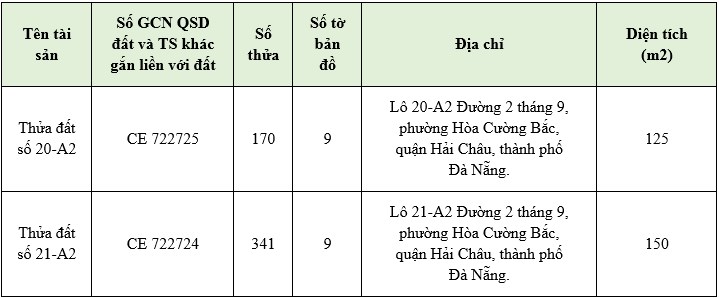 Tên tài
sản
Số GCN QSD
đất và TS khác
gắn liền với đất
Số
thửa
Số tờ
bản
đồ
Địa chỉ
Diện tích
(m2)
Thửa đất
số 20-A2
CE 722725
170
9
Lô 20-A2 Đường 2 tháng 9,
phường Hòa Cường Bắc,
quận Hải Châu, thành phố
Đà Nẵng.
125
Thửa đất
số 21-A2
CE 722724
341
9
Lô 21-A2 Đường 2 tháng 9,
phường Hòa Cường Bắc,
quận Hải Châu, thành phố
Đà Nẵng.
150